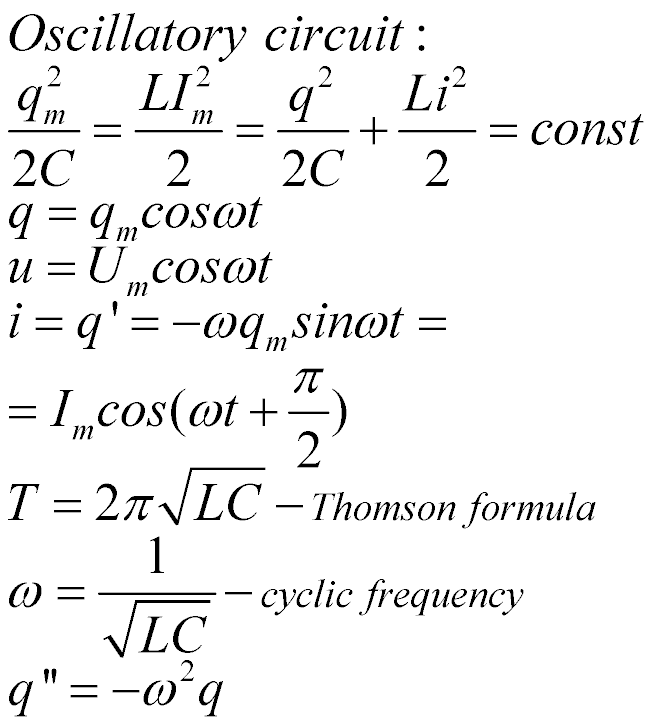 Oscillatory circuit :
q_m^2/2C = LI_m^2/2 = q^2/2C + Li^2/2 = const
q = q_m cosωt
u = U_m cosωt
i = q' = −ωq_m sinωt =
= I_m cos(ωt + π/2)
T = 2π√LC − Thomson formula
ω = 1/√LC − cyclic frequency
q" = −ω²q